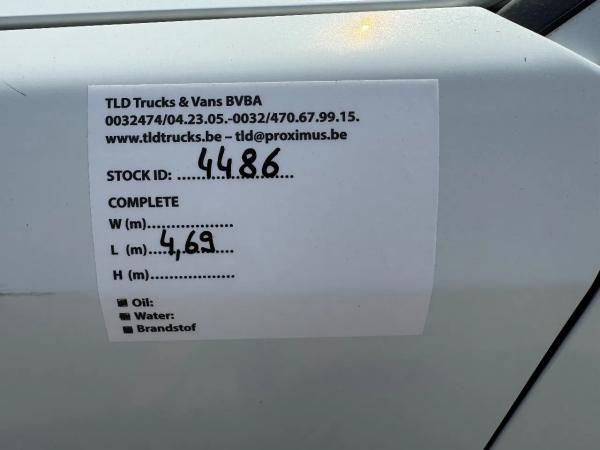 TLD Trucks & Vans BVBA
0032474/04.23.05.-0032/470.67.99.15.
www.tldtrucks.be – tld@proximus.be
STOCK ID: ...4486...
COMPLETE
W (m)...................
L (m)..4,69....
H (m)...................
Oil:
Water:
Brandstof